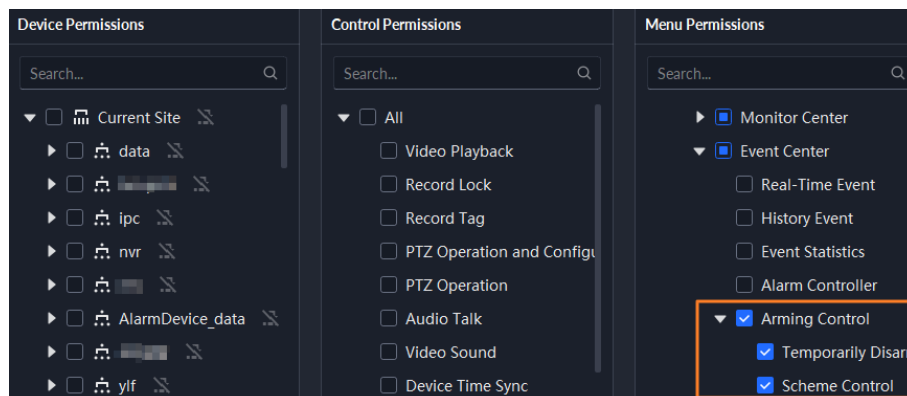 Device Permissions
Search...
Current Site
data
ipc
nvr
AlarmDevice_data
ylf
Control Permissions
Search...
All
Video Playback
Record Lock
Record Tag
PTZ Operation and Configu
PTZ Operation
Audio Talk
Video Sound
Device Time Sync
Menu Permissions
Search...
Monitor Center
Event Center
Real-Time Event
History Event
Event Statistics
Alarm Controller
Arming Control
Temporarily Disar
Scheme Control